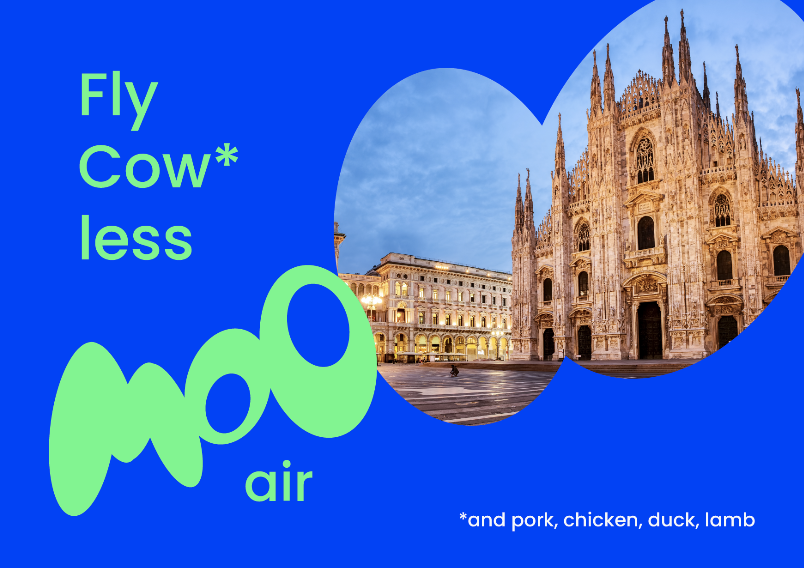 Fly
Cow*
less
MOO
air
*and pork, chicken, duck, lamb